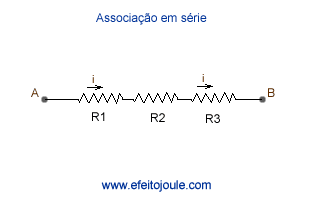 Associação em série
i i
A B
R1 R2 R3
www.efeitojoule.com